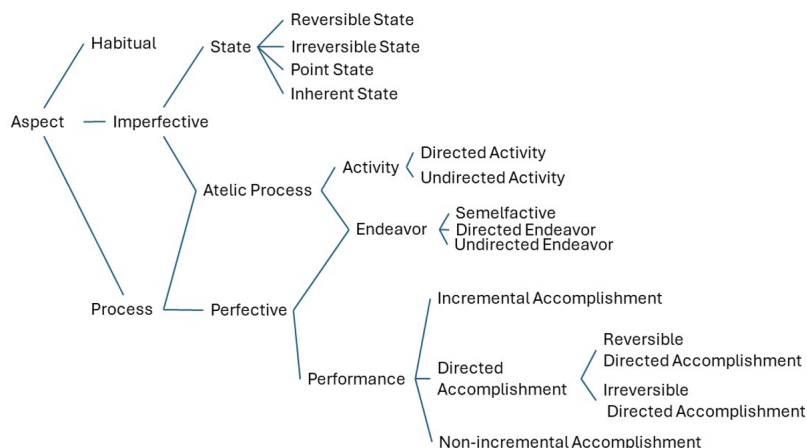 Reversible State
Habitual
State
Irreversible State
Point State
Inherent State
Aspect
Imperfective
Directed Activity
Activity
Undirected Activity
Atelic Process
Semelfactive
Endeavor
Directed Endeavor
Undirected Endeavor
Process
Perfective
Incremental Accomplishment
Reversible
Directed Accomplishment
Performance
Directed
Accomplishment
Irreversible
Directed Accomplishment
Non-incremental Accomplishment